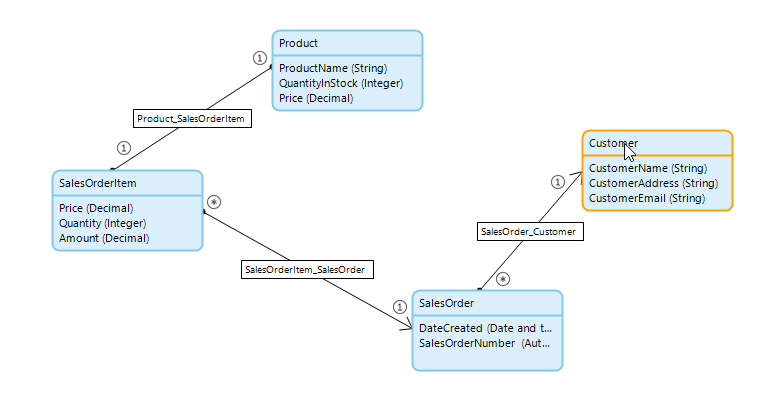 Product
ProductName (String)
QuantityInStock (Integer)
Price (Decimal)
1
Product_SalesOrderItem
1
SalesOrderItem
Price (Decimal)
Quantity (Integer)
Amount (Decimal)
*
Customer
CustomerName (String)
CustomerAddress (String)
CustomerEmail (String)
1
SalesOrder_Customer
*
SalesOrderItem_SalesOrder
1
SalesOrder
DateCreated (Date and t...
SalesOrderNumber (Aut...